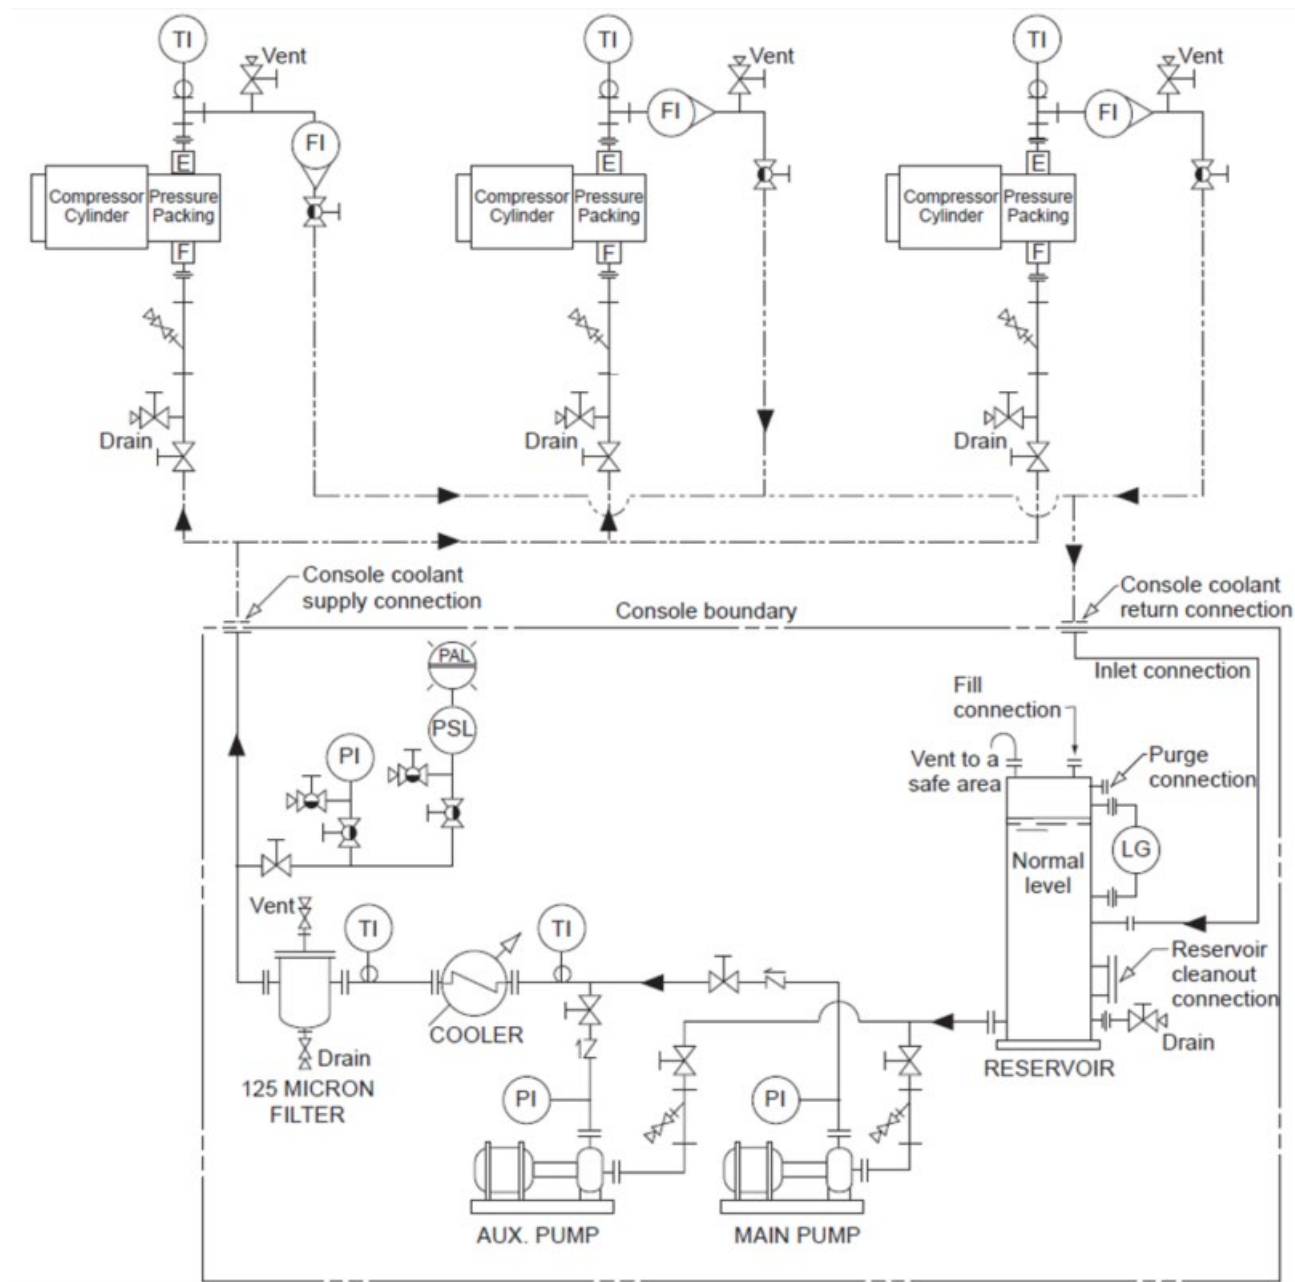 TI
Vent
TI
Vent
TI
Vent
FI
FI
FI
E
Compressor
Cylinder
Pressure
Packing
F
E
Compressor
Cylinder
Pressure
Packing
F
E
Compressor
Cylinder
Pressure
Packing
F
Drain
Drain
Drain
Console coolant
supply connection
Console boundary
Console coolant
return connection
Inlet connection
PAL
PSL
PI
Fill
connection
Vent to a
safe area
Purge
connection
Normal
level
LG
Vent
TI
TI
Reservoir
cleanout
connection
COOLER
Drain
Drain
RESERVOIR
125 MICRON
FILTER
PI
PI
AUX. PUMP
MAIN PUMP